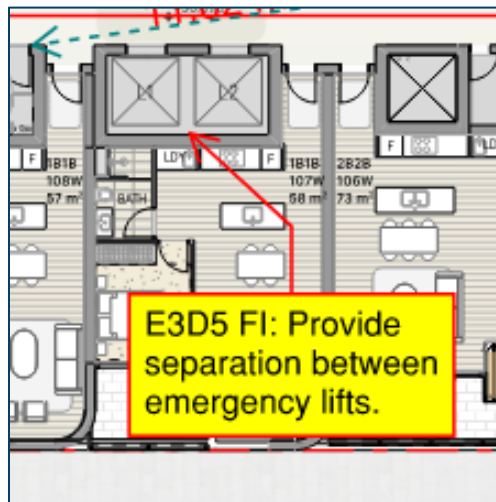 L1
L2
F
LDY
F
F
LD
1B1B
108W
57 m²
BATH
1B1B
107W
58 m²
2B2B
106W
73 m²
E3D5 FI: Provide
separation between
emergency lifts.